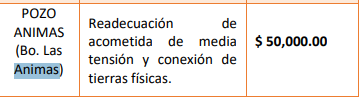 POZO
ANIMAS
(Bo. Las
Animas)
Readecuación de
acometida de media
tensión y conexión de
tierras físicas.
$ 50,000.00